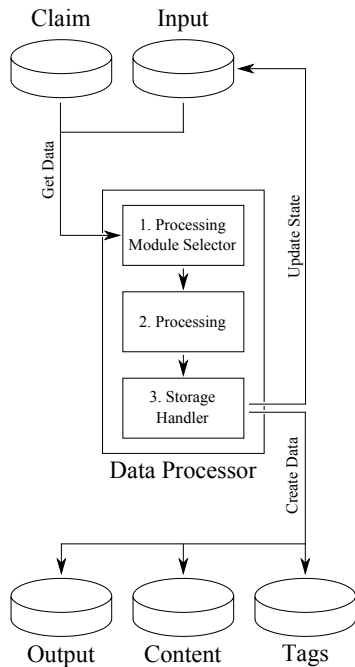 Claim
Input
Get Data
Update State
1. Processing
Module Selector
2. Processing
3. Storage
Handler
Data Processor
Create Data
Output
Content
Tags